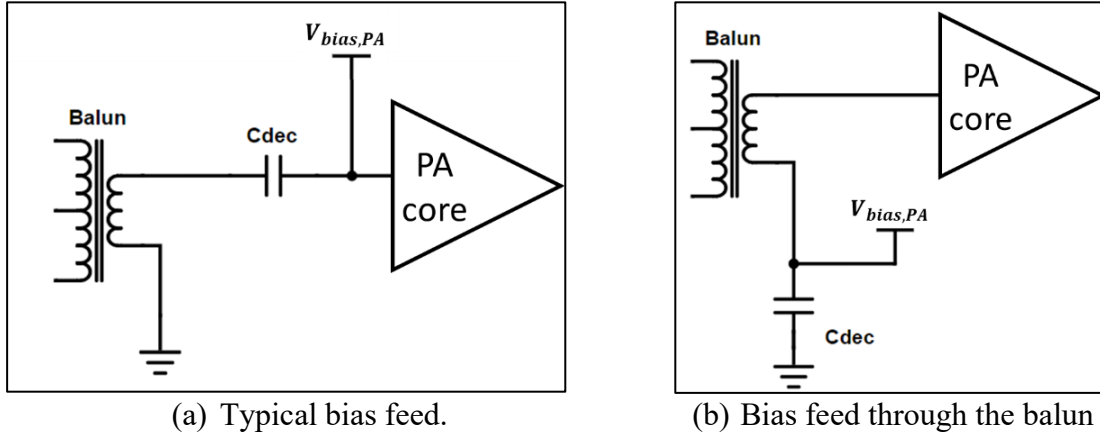 V_bias,PA
Balun
Cdec
PA
core
(a) Typical bias feed.
Balun
PA
core
V_bias,PA
Cdec
(b) Bias feed through the balun